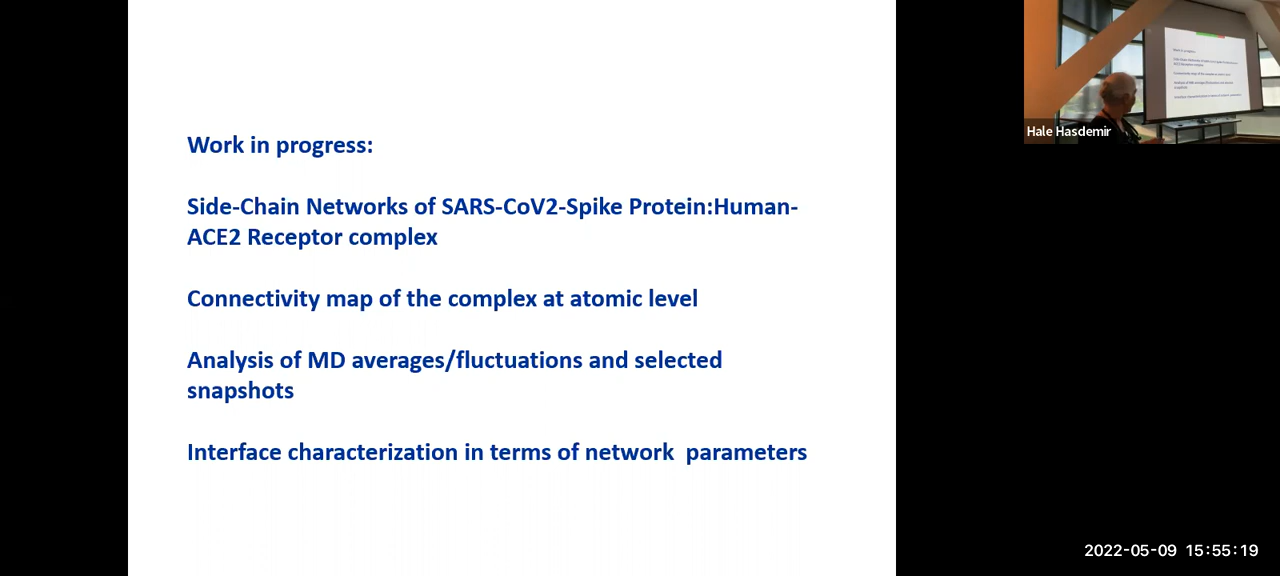 Work in progress:
Side-Chain Networks of SARS-CoV2-Spike Protein:Human-
ACE2 Receptor complex
Connectivity map of the complex at atomic level
Analysis of MD averages/fluctuations and selected
snapshots
Interface characterization in terms of network  parameters
Hale Hasdemir
2022-05-09 15:55:19